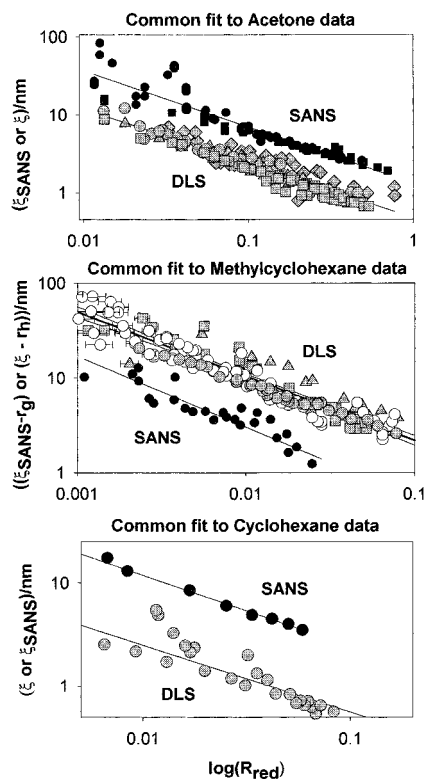 Common fit to Acetone data
(ξSANS or ξ)/nm
100
10
1
SANS
DLS
0.01 0.1 1
Common fit to Methylcyclohexane data
((ξSANS-rg) or (ξ - rh))/nm
100
10
1
DLS
SANS
0.001 0.01 0.1
Common fit to Cyclohexane data
(ξ or ξSANS)/nm
10
1
SANS
DLS
0.01 0.1
log(Rred)